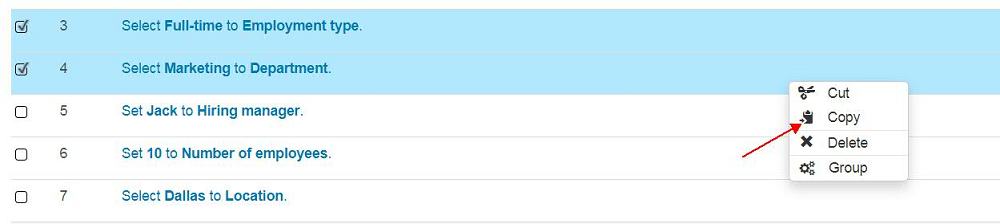 3 Select Full-time to Employment type.
4 Select Marketing to Department.
5 Set Jack to Hiring manager.
6 Set 10 to Number of employees.
7 Select Dallas to Location.
Cut
Copy
Delete
Group